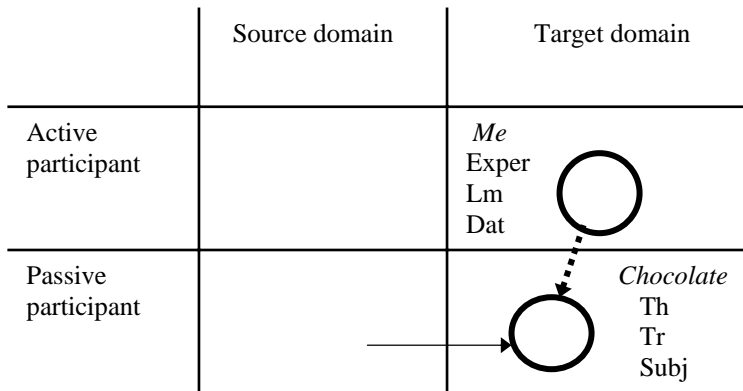 Source domain
Target domain
Active
participant
Me
Exper
Lm
Dat
Passive
participant
Chocolate
Th
Tr
Subj